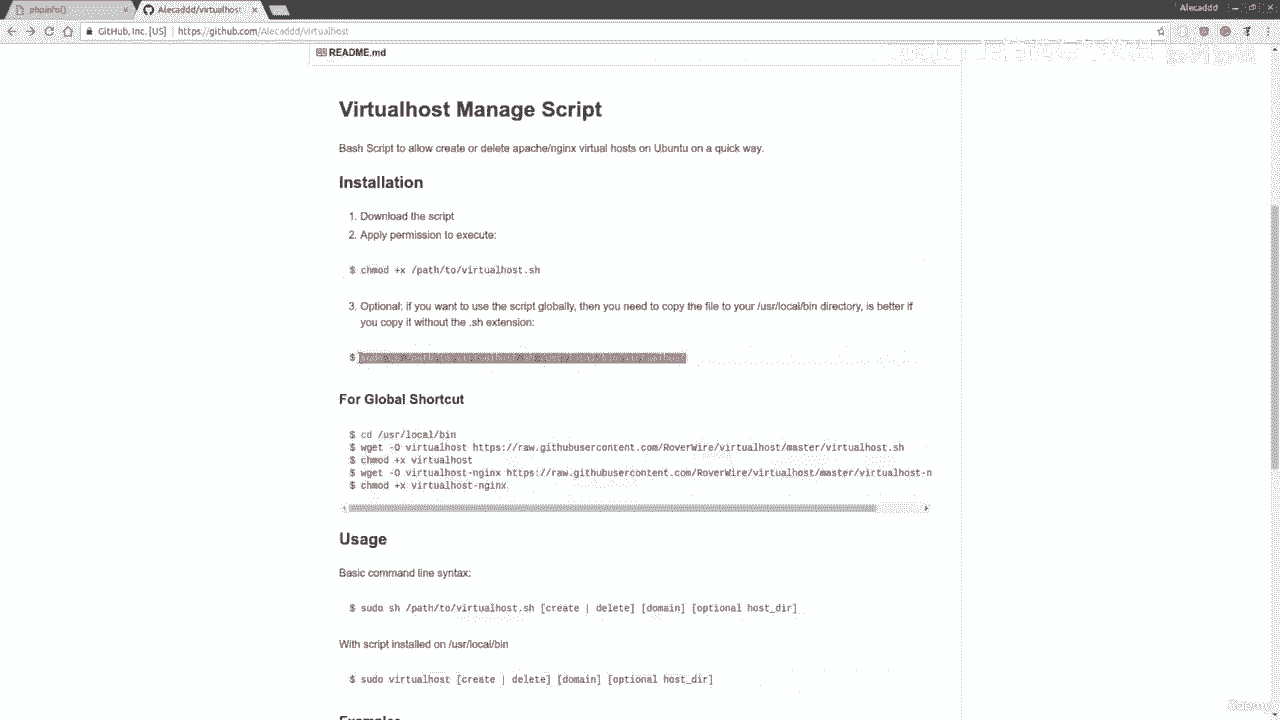 phpinfo()
Alecaddd/virtualhost
Alecaddd
GitHub, Inc. [US] https://github.com/Alecaddd/virtualhost
README.md
Virtualhost Manage Script
Bash Script to allow create or delete apache/nginx virtual hosts on Ubuntu on a quick way.
Installation
1. Download the script
2. Apply permission to execute:
$ chmod +x /path/to/virtualhost.sh
3. Optional: if you want to use the script globally, then you need to copy the file to your /usr/local/bin directory, is better if
you copy it without the .sh extension:
$
For Global Shortcut
$ cd /usr/local/bin
$ wget -O virtualhost https://raw.githubusercontent.com/RoverWire/virtualhost/master/virtualhost.sh
$ chmod +x virtualhost
$ wget -O virtualhost-nginx https://raw.githubusercontent.com/RoverWire/virtualhost/master/virtualhost-n
$ chmod +x virtualhost-nginx
Usage
Basic command line syntax:
$ sudo sh /path/to/virtualhost.sh [create | delete] [domain] [optional host_dir]
With script installed on /usr/local/bin
$ sudo virtualhost [create | delete] [domain] [optional host_dir]
Examples